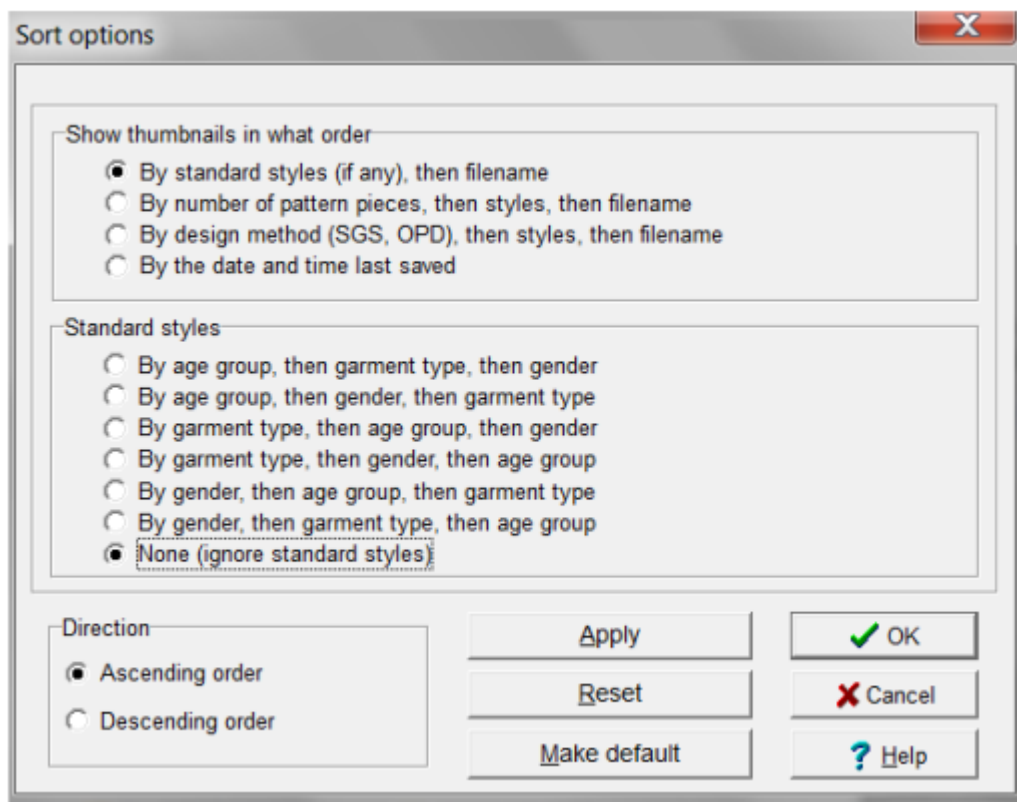 Sort options
X
Show thumbnails in what order
By standard styles (if any), then filename
By number of pattern pieces, then styles, then filename
By design method (SGS, OPD), then styles, then filename
By the date and time last saved
Standard styles
By age group, then garment type, then gender
By age group, then gender, then garment type
By garment type, then age group, then gender
By garment type, then gender, then age group
By gender, then age group, then garment type
By gender, then garment type, then age group
None (ignore standard styles)
Direction
Ascending order
Descending order
Apply
Reset
Make default
OK
Cancel
? Help